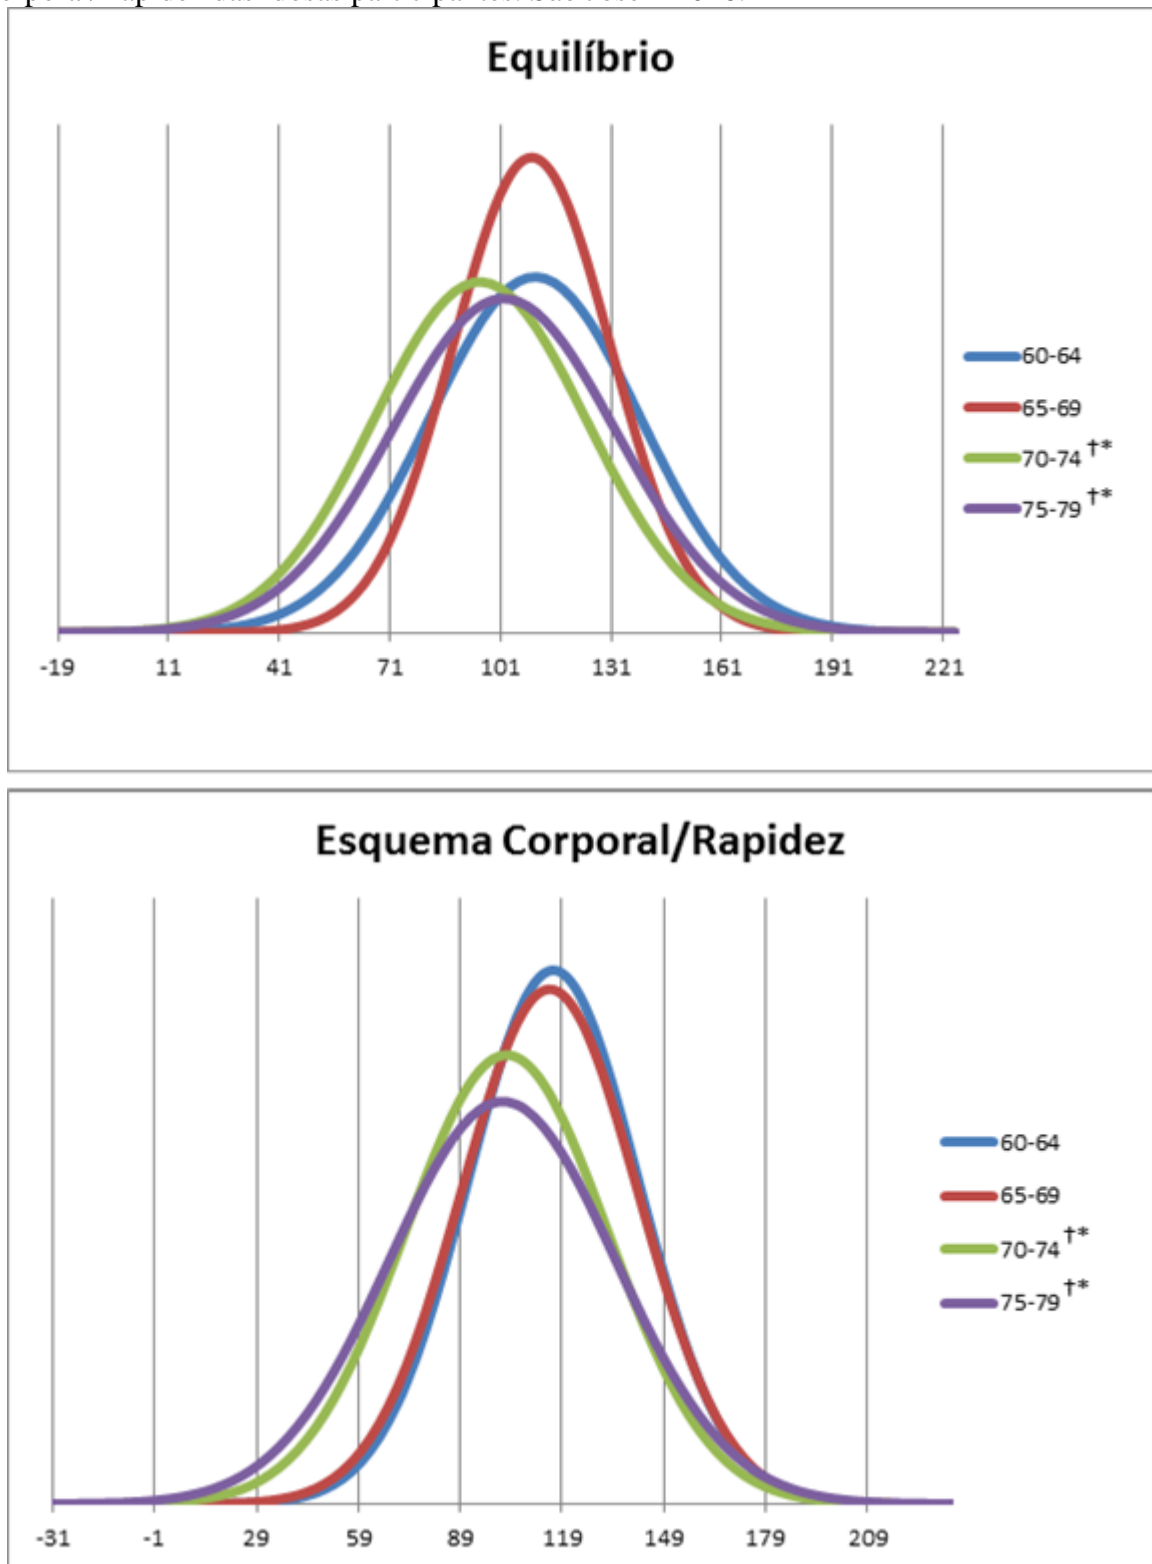 Equilíbrio
60-64
65-69
70-74 †*
75-79 †*
-19 11 41 71 101 131 161 191 221
Esquema Corporal/Rapidez
60-64
65-69
70-74 †*
75-79 †*
-31 -1 29 59 89 119 149 179 209